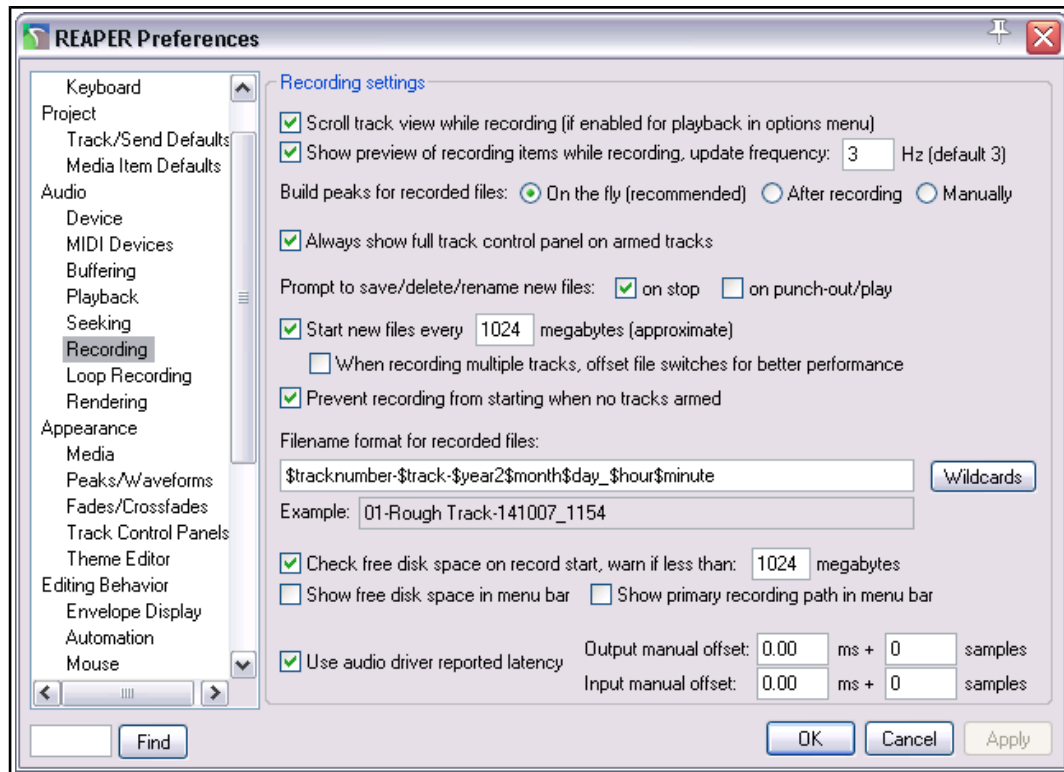 REAPER Preferences
Keyboard
Project
Track/Send Defaults
Media Item Defaults
Audio
Device
MIDI Devices
Buffering
Playback
Seeking
Recording
Loop Recording
Rendering
Appearance
Media
Peaks/Waveforms
Fades/Crossfades
Track Control Panels
Theme Editor
Editing Behavior
Envelope Display
Automation
Mouse
Find
Recording settings
Scroll track view while recording (if enabled for playback in options menu)
Show preview of recording items while recording, update frequency: 3 Hz (default 3)
Build peaks for recorded files: On the fly (recommended) After recording Manually
Always show full track control panel on armed tracks
Prompt to save/delete/rename new files: on stop on punch-out/play
Start new files every 1024 megabytes (approximate)
When recording multiple tracks, offset file switches for better performance
Prevent recording from starting when no tracks armed
Filename format for recorded files:
$tracknumber-$track-$year2$month$day_$hour$minute Wildcards
Example: 01-Rough Track-141007_1154
Check free disk space on record start, warn if less than: 1024 megabytes
Show free disk space in menu bar Show primary recording path in menu bar
Use audio driver reported latency
Output manual offset: 0.00 ms + 0 samples
Input manual offset: 0.00 ms + 0 samples
OK Cancel Apply